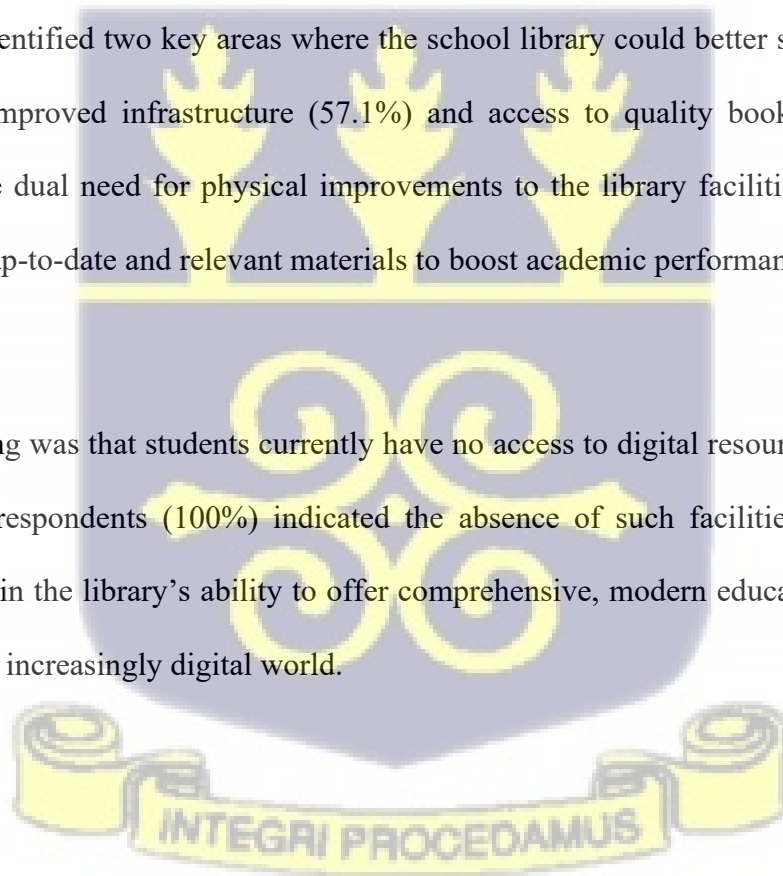 entified two key areas where the school library could better s
mproved infrastructure (57.1%) and access to quality book
e dual need for physical improvements to the library faciliti
up-to-date and relevant materials to boost academic performan
ng was that students currently have no access to digital resour
respondents (100%) indicated the absence of such facilitie
in the library’s ability to offer comprehensive, modern educa
increasingly digital world.
INTEGRI PROCEDAMUS